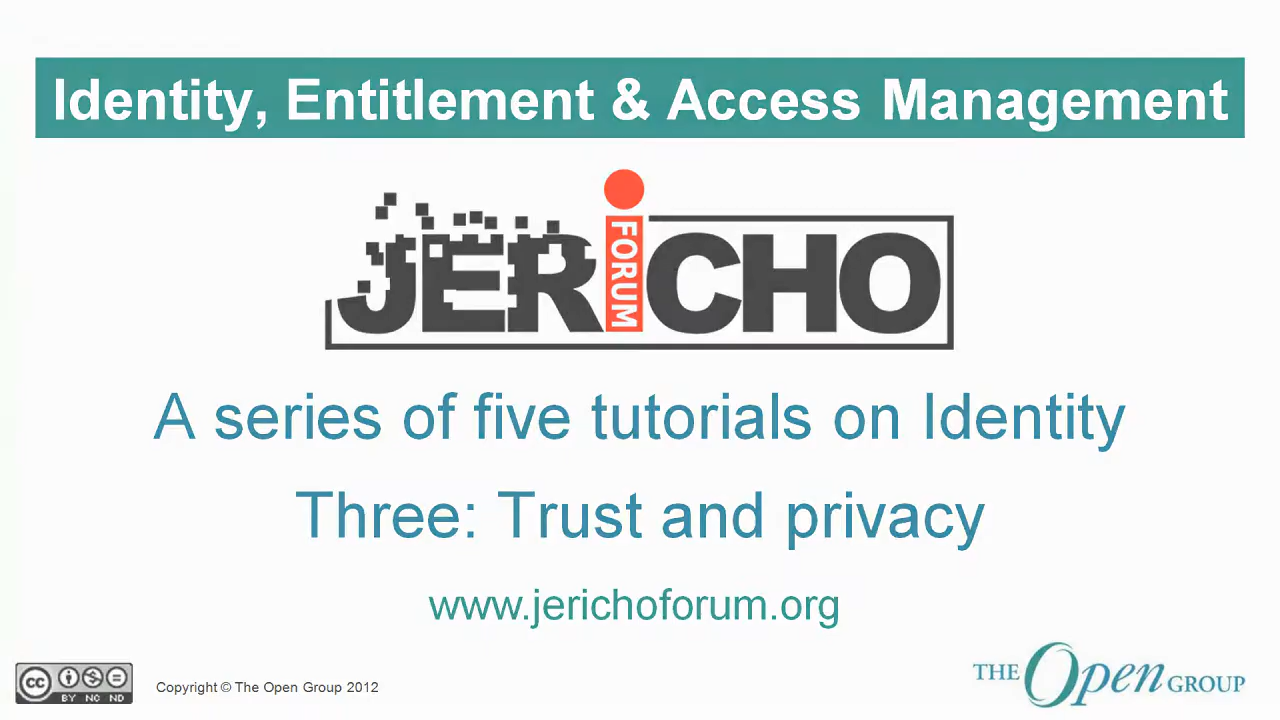 Identity, Entitlement & Access Management
JERiCHO
FORUM
A series of five tutorials on Identity
Three: Trust and privacy
www.jerichoforum.org
cc
BY NC ND
Copyright © The Open Group 2012
THE Open GROUP